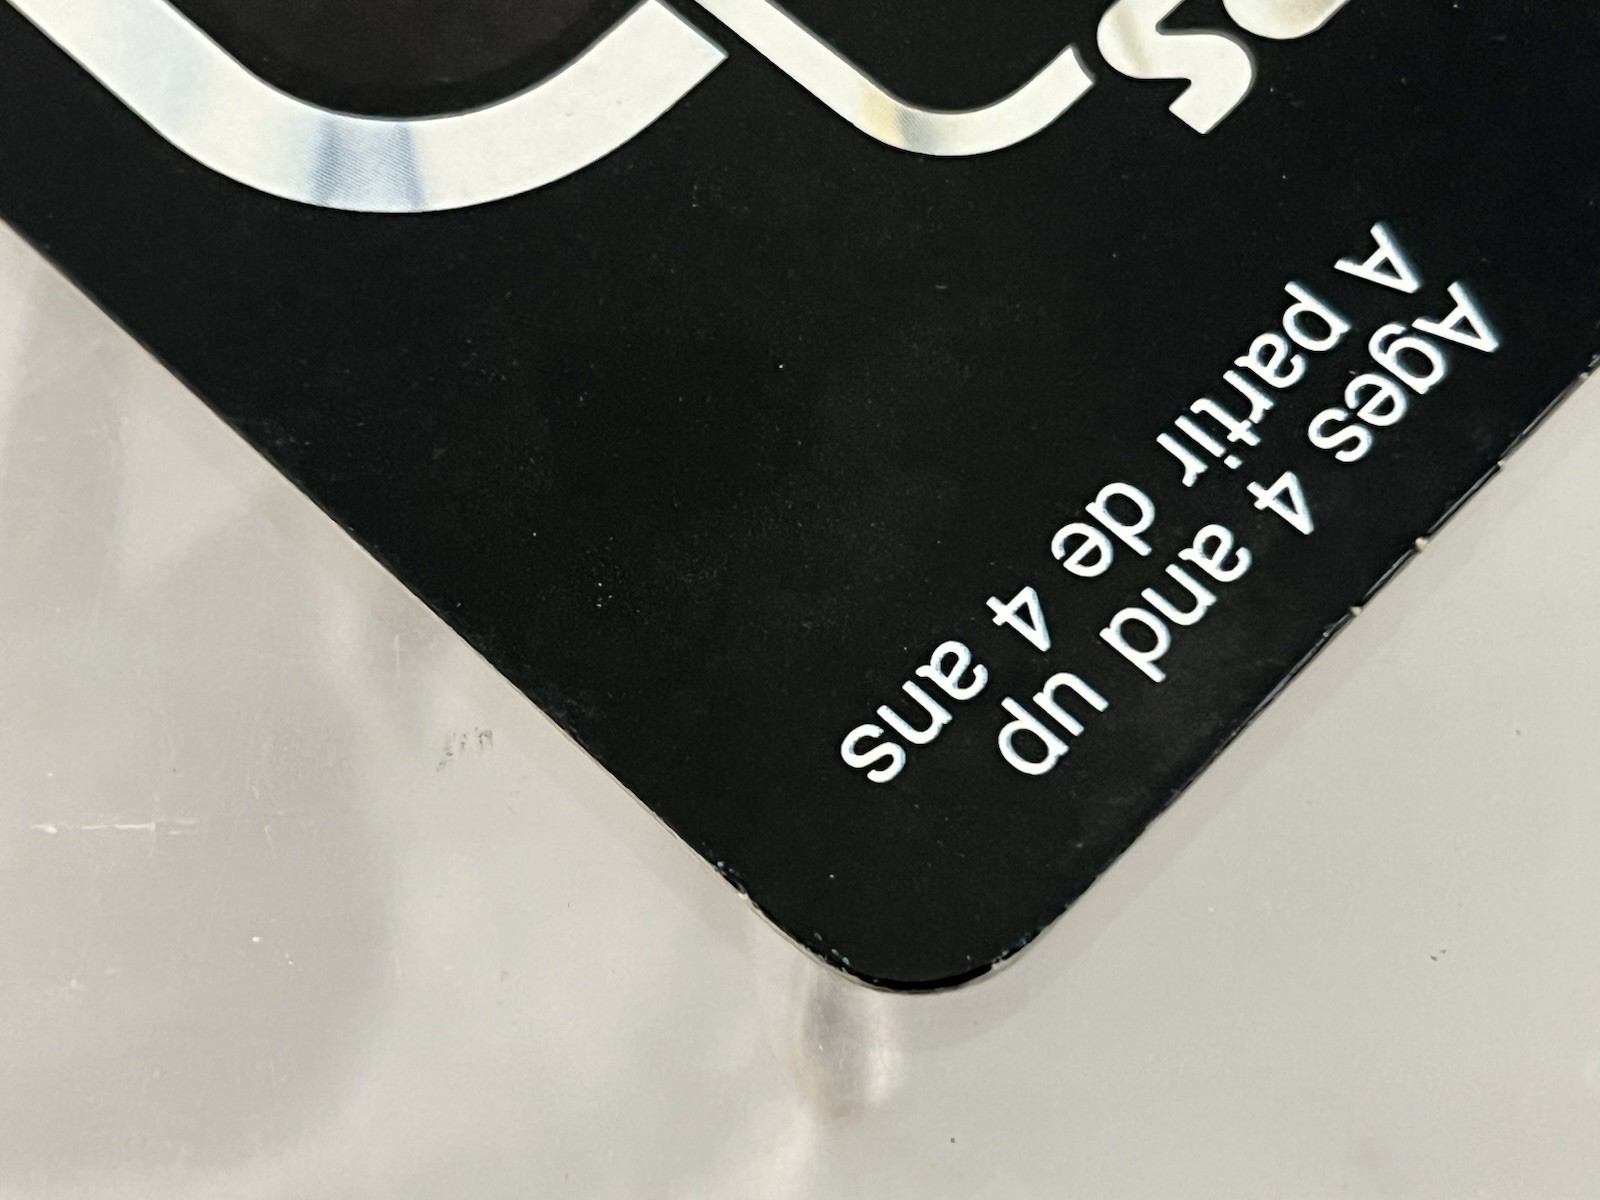 Ages 4 and up
A partir de 4 ans